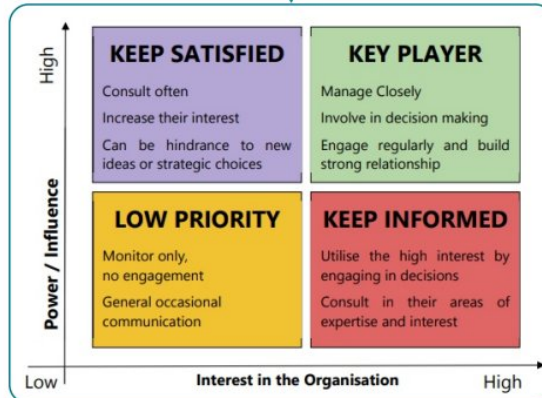 High
Power / Influence
KEEP SATISFIED
Consult often
Increase their interest
Can be hindrance to new
ideas or strategic choices
KEY PLAYER
Manage Closely
Involve in decision making
Engage regularly and build
strong relationship
LOW PRIORITY
Monitor only,
no engagement
General occasional
communication
KEEP INFORMED
Utilise the high interest by
engaging in decisions
Consult in their areas of
expertise and interest
Low
Interest in the Organisation
High